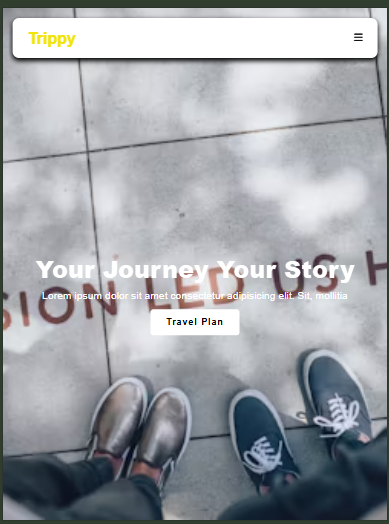 Trippy
Your Journey Your Story
SION LED US H
Lorem ipsum dolor sit amet consectetur adipisicing elit. Sit, mollitia
Travel Plan